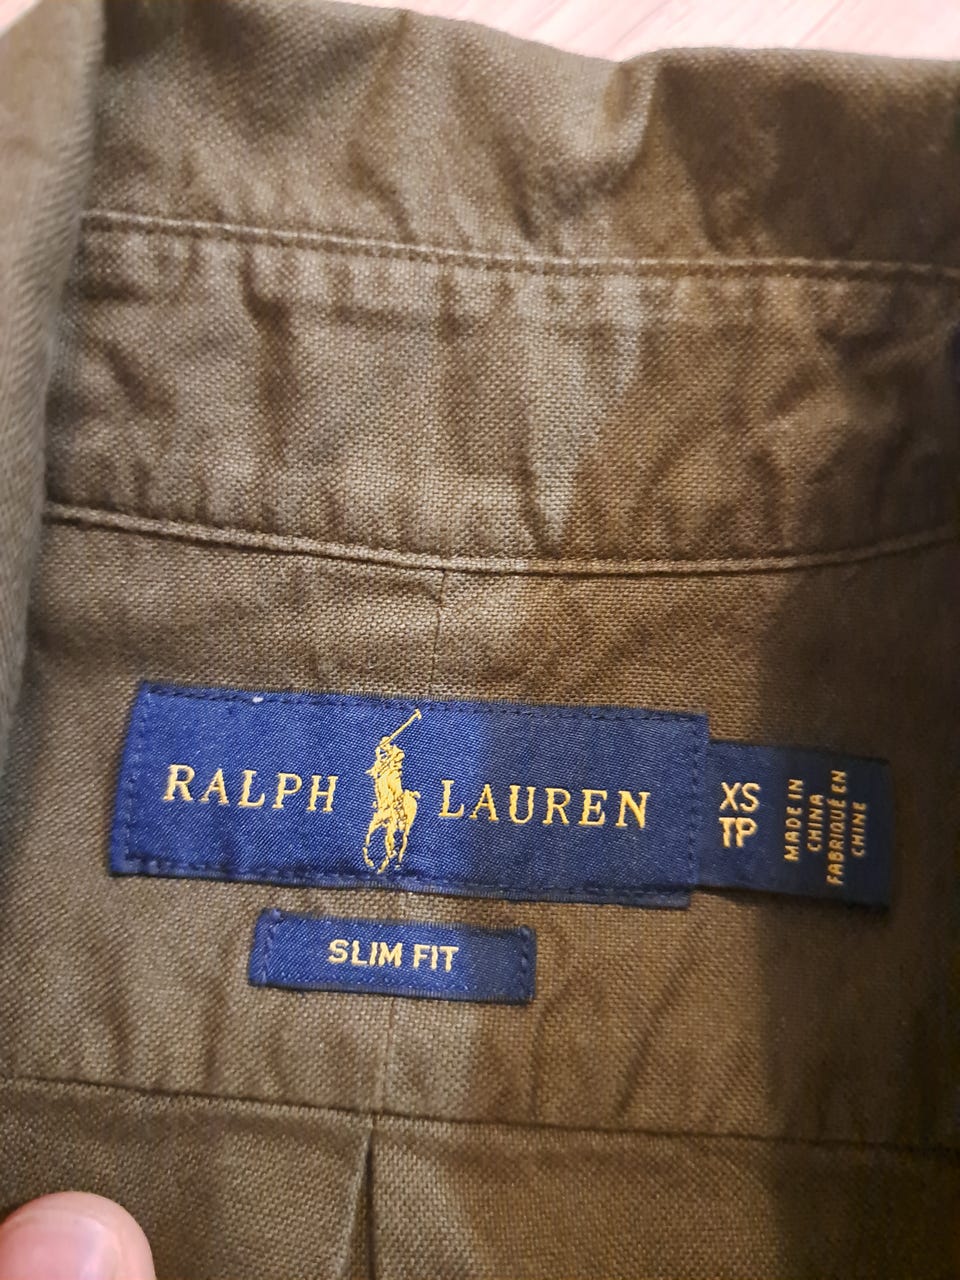 RALPH LAUREN
XS
TP
MADE IN
CHINA
FABRIQUÉ EN
CHINE
SLIM FIT